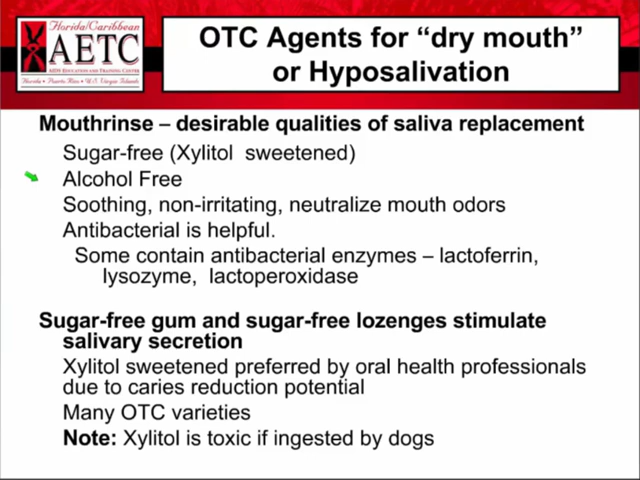 Florida/Caribbean
AETC
AIDS Education and Training Center
Florida • Puerto Rico • U.S. Virgin Islands
OTC Agents for “dry mouth”
or Hyposalivation
Mouthrinse – desirable qualities of saliva replacement
Sugar-free (Xylitol sweetened)
Alcohol Free
Soothing, non-irritating, neutralize mouth odors
Antibacterial is helpful.
Some contain antibacterial enzymes – lactoferrin,
lysozyme, lactoperoxidase
Sugar-free gum and sugar-free lozenges stimulate
salivary secretion
Xylitol sweetened preferred by oral health professionals
due to caries reduction potential
Many OTC varieties
Note: Xylitol is toxic if ingested by dogs